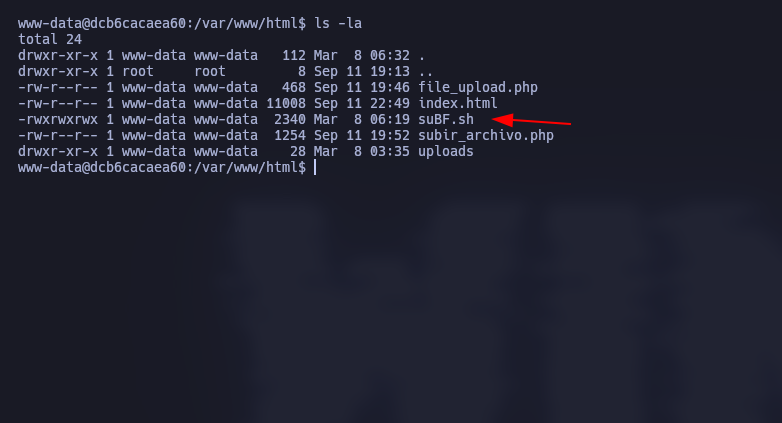 www-data@dcb6cacaea60:/var/www/html$ ls -la
total 24
drwxr-xr-x 1 www-data www-data   112 Mar  8 06:32 .
drwxr-xr-x 1 root     root         8 Sep 11 19:13 ..
-rw-r--r-- 1 www-data www-data   468 Sep 11 19:46 file_upload.php
-rw-r--r-- 1 www-data www-data 11008 Sep 11 22:49 index.html
-rwxrwxrwx 1 www-data www-data  2340 Mar  8 06:19 suBF.sh
-rw-r--r-- 1 www-data www-data  1254 Sep 11 19:52 subir_archivo.php
drwxr-xr-x 1 www-data www-data    28 Mar  8 03:35 uploads
www-data@dcb6cacaea60:/var/www/html$